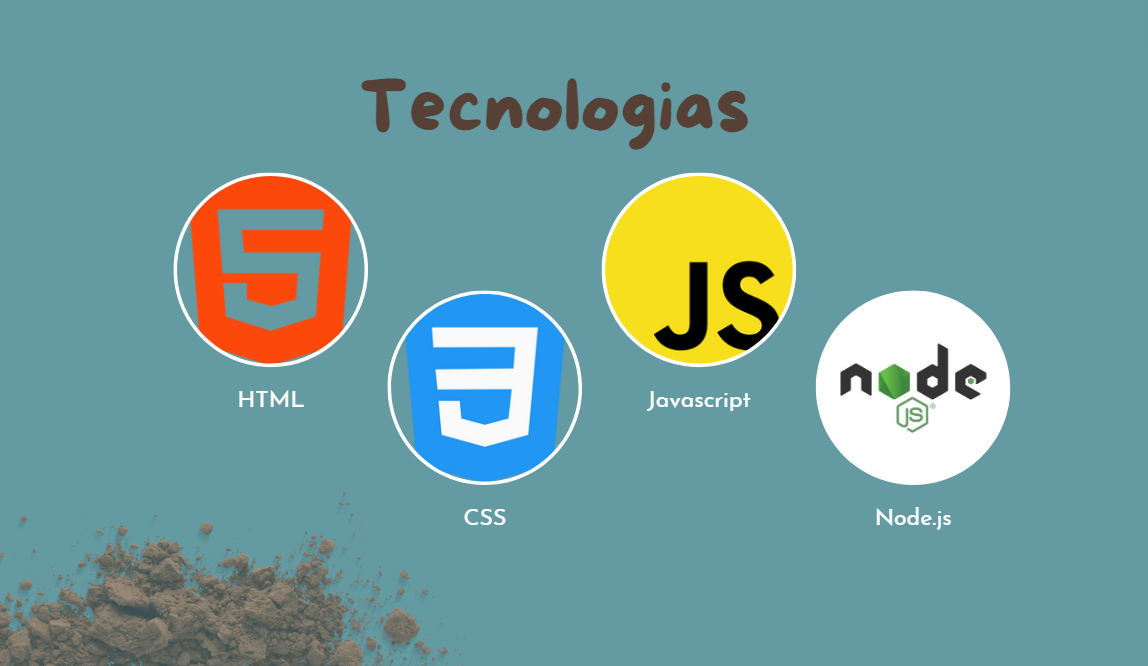 Tecnologias
HTML
JS
Javascript
CSS
node
JS
®
Node.js